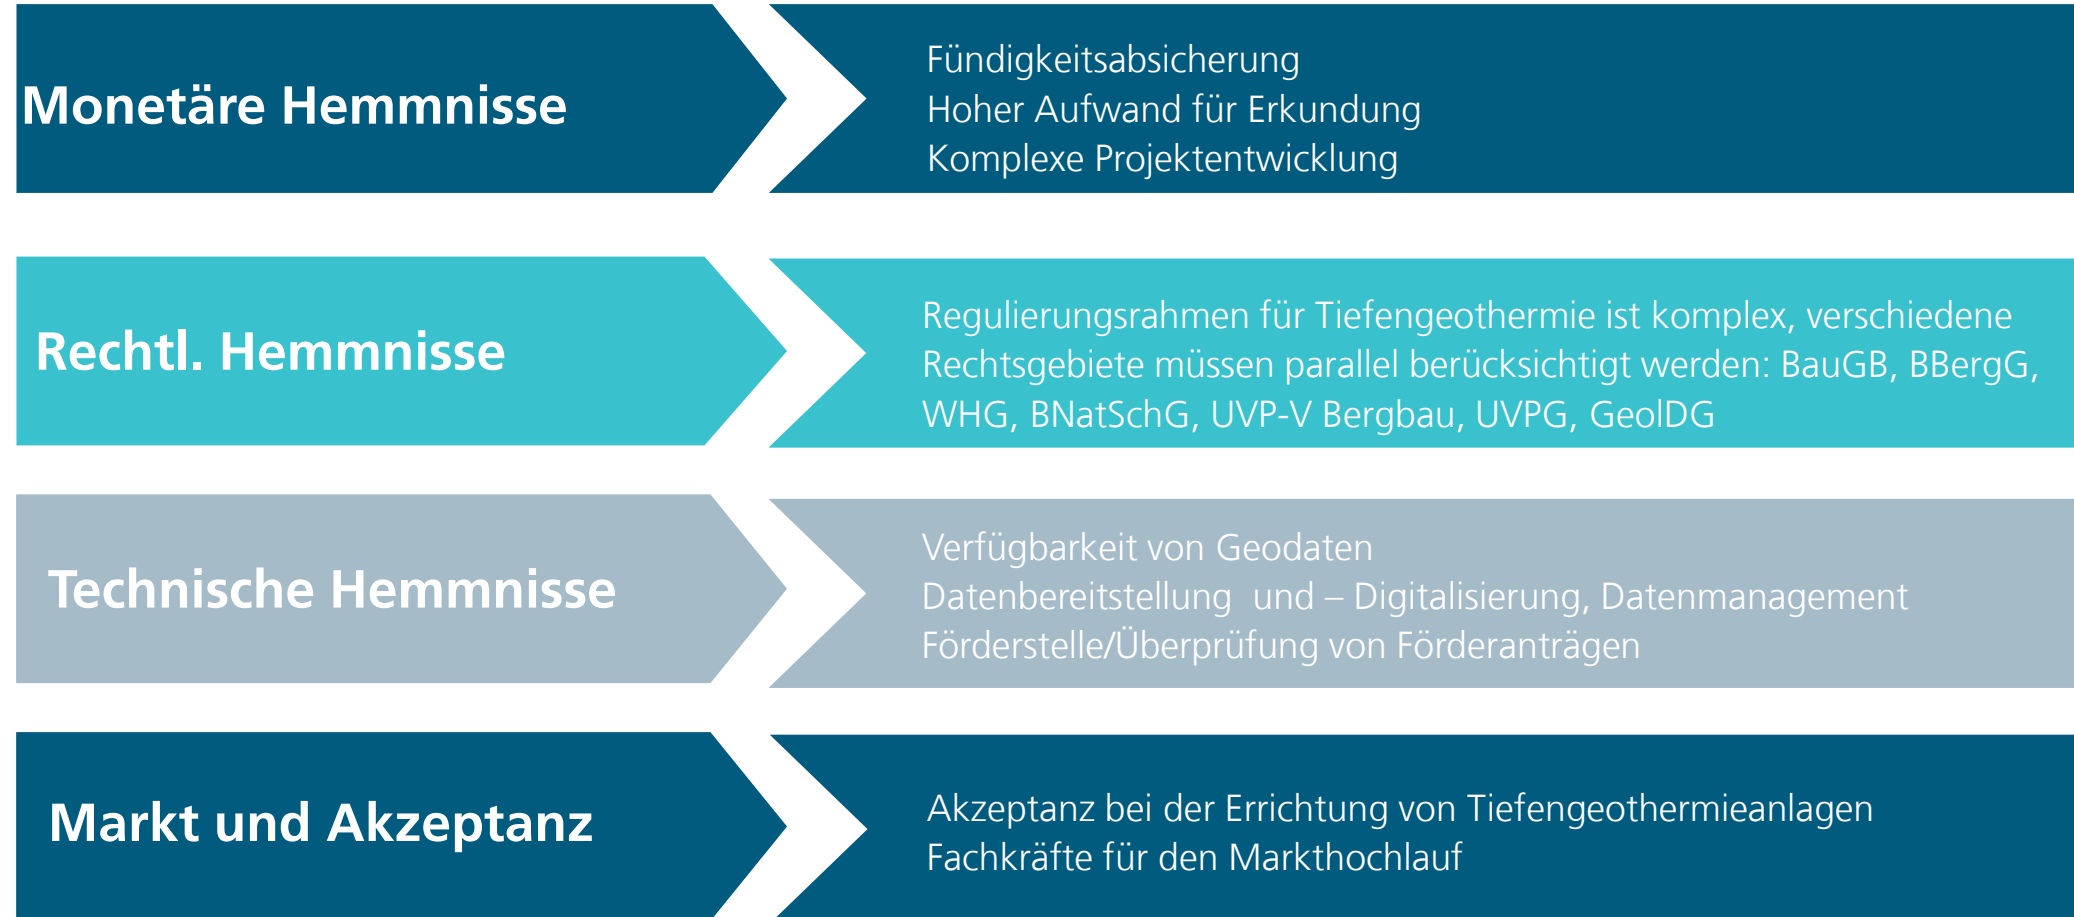 Monetäre Hemmnisse
Fündigkeitsabsicherung
Hoher Aufwand für Erkundung
Komplexe Projektentwicklung
Rechtl. Hemmnisse
Regulierungsrahmen für Tiefengeothermie ist komplex, verschiedene
Rechtsgebiete müssen parallel berücksichtigt werden: BauGB, BBergG,
WHG, BNatSchG, UVP-V Bergbau, UVPG, GeolDG
Technische Hemmnisse
Verfügbarkeit von Geodaten
Datenbereitstellung  und – Digitalisierung, Datenmanagement
Förderstelle/Überprüfung von Förderanträgen
Markt und Akzeptanz
Akzeptanz bei der Errichtung von Tiefengeothermieanlagen
Fachkräfte für den Markthochlauf